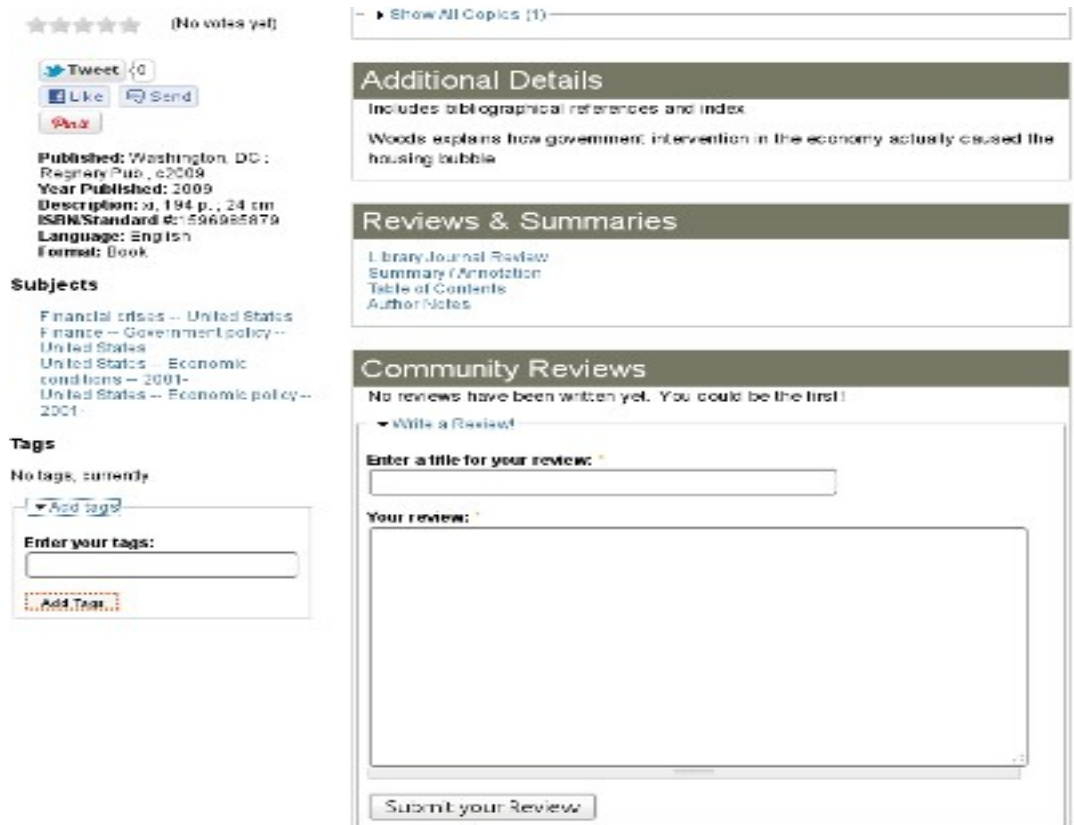 (No votes yet)
Tweet 0
Like Send
Pin it
Published: Washington, DC :
Regnery Pub., c2009
Year Published: 2009
Description: xi, 194 p. ; 24 cm
ISBN/Standard #: 1596985879
Language: English
Format: Book
Subjects
Financial crises -- United States
Finance -- Government policy --
United States
United States -- Economic
conditions -- 2001-
United States -- Economic policy --
2001-
Tags
No tags, currently
Add tags!
Enter your tags:
Add Tags
Show All Copies (1)
Additional Details
Includes bibliographical references and index
Woods explains how government intervention in the economy actually caused the
housing bubble
Reviews & Summaries
Library Journal Review
Summary / Annotation
Table of Contents
Author Notes
Community Reviews
No reviews have been written yet. You could be the first!
Write a Review!
Enter a title for your review: *
Your review: *
Submit your Review